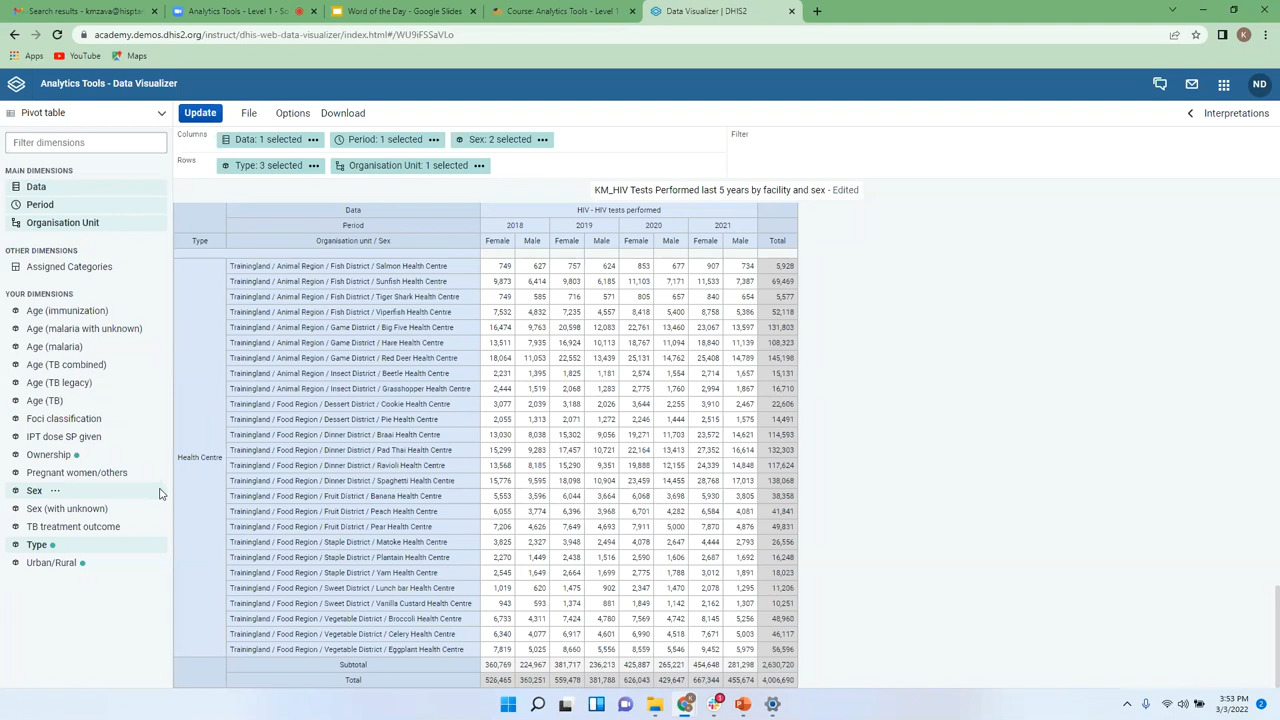 Search results – kmzava@hisptan
Analytics Tools - Level 1 - S
Word of the Day - Google Slides
Course: Analytics Tools - Level 1
Data Visualizer | DHIS2
academy.demos.dhis2.org/instruct/dhis-web-data-visualizer/index.html#/WU9iFSSaVLo
K
Apps YouTube Maps
Analytics Tools - Data Visualizer ND
Pivot table Update File Options Download Interpretations
Filter dimensions
Columns Data: 1 selected ••• Period: 1 selected ••• Sex: 2 selected ••• Filter
Rows Type: 3 selected ••• Organisation Unit: 1 selected •••
MAIN DIMENSIONS
Data
Period
Organisation Unit
OTHER DIMENSIONS
Assigned Categories
YOUR DIMENSIONS
Age (immunization)
Age (malaria with unknown)
Age (malaria)
Age (TB combined)
Age (TB legacy)
Age (TB)
Foci classification
IPT dose SP given
Ownership
Pregnant women/others
Sex •••
Sex (with unknown)
TB treatment outcome
Type
Urban/Rural
KM_HIV Tests Performed last 5 years by facility and sex - Edited
Data HIV - HIV tests performed
Period 2018 2019 2020 2021
Type Organisation unit / Sex Female Male Female Male Female Male Female Male Total
Health Centre
Trainingland / Animal Region / Fish District / Salmon Health Centre 749 627 757 624 853 677 907 734 5,928
Trainingland / Animal Region / Fish District / Sunfish Health Centre 9,873 6,414 9,803 6,185 11,103 7,171 11,533 7,387 69,469
Trainingland / Animal Region / Fish District / Tiger Shark Health Centre 749 585 716 571 805 657 840 654 5,577
Trainingland / Animal Region / Fish District / Viperfish Health Centre 7,532 4,832 7,235 4,557 8,418 5,400 8,758 5,386 52,118
Trainingland / Animal Region / Game District / Big Five Health Centre 16,474 9,763 20,598 12,083 22,761 13,460 23,067 13,597 131,803
Trainingland / Animal Region / Game District / Hare Health Centre 13,511 7,935 16,924 10,113 18,767 11,094 18,840 11,139 108,323
Trainingland / Animal Region / Game District / Red Deer Health Centre 18,064 11,053 22,552 13,439 25,131 14,762 25,408 14,789 145,198
Trainingland / Animal Region / Insect District / Beetle Health Centre 2,231 1,395 1,825 1,181 2,574 1,554 2,714 1,657 15,131
Trainingland / Animal Region / Insect District / Grasshopper Health Centre 2,444 1,519 2,068 1,283 2,775 1,760 2,994 1,867 16,710
Trainingland / Food Region / Dessert District / Cookie Health Centre 3,077 2,039 3,188 2,026 3,644 2,255 3,910 2,467 22,606
Trainingland / Food Region / Dessert District / Pie Health Centre 2,055 1,313 2,071 1,272 2,246 1,444 2,515 1,575 14,491
Trainingland / Food Region / Dinner District / Braai Health Centre 13,030 8,038 15,302 9,056 19,271 11,703 23,572 14,621 114,593
Trainingland / Food Region / Dinner District / Pad Thai Health Centre 15,299 9,283 17,457 10,721 22,164 13,413 27,352 16,614 132,303
Trainingland / Food Region / Dinner District / Ravioli Health Centre 13,568 8,185 15,290 9,351 19,888 12,155 24,339 14,848 117,624
Trainingland / Food Region / Dinner District / Spaghetti Health Centre 15,776 9,595 18,098 10,904 23,459 14,455 28,768 17,013 138,068
Trainingland / Food Region / Fruit District / Banana Health Centre 5,553 3,596 6,044 3,664 6,068 3,698 5,930 3,805 38,358
Trainingland / Food Region / Fruit District / Peach Health Centre 6,055 3,774 6,396 3,968 6,701 4,282 6,584 4,081 41,841
Trainingland / Food Region / Fruit District / Pear Health Centre 7,206 4,626 7,649 4,693 7,911 5,000 7,870 4,876 49,831
Trainingland / Food Region / Staple District / Matoke Health Centre 3,825 2,327 3,948 2,494 4,078 2,647 4,444 2,793 26,556
Trainingland / Food Region / Staple District / Plantain Health Centre 2,270 1,449 2,438 1,516 2,590 1,606 2,687 1,692 16,248
Trainingland / Food Region / Staple District / Yam Health Centre 2,545 1,649 2,664 1,699 2,775 1,788 3,012 1,891 18,023
Trainingland / Food Region / Sweet District / Lunch bar Health Centre 1,019 620 1,475 902 2,347 1,470 2,078 1,295 11,206
Trainingland / Food Region / Sweet District / Vanilla Custard Health Centre 943 593 1,374 881 1,849 1,142 2,162 1,307 10,251
Trainingland / Food Region / Vegetable District / Broccoli Health Centre 6,733 4,311 7,424 4,780 7,569 4,742 8,145 5,256 48,960
Trainingland / Food Region / Vegetable District / Celery Health Centre 6,340 4,077 6,917 4,601 6,990 4,518 7,671 5,003 46,117
Trainingland / Food Region / Vegetable District / Eggplant Health Centre 7,819 5,025 8,660 5,556 8,559 5,546 9,452 5,979 56,596
Subtotal 360,769 224,967 381,717 236,213 425,887 265,221 454,648 281,298 2,630,720
Total 526,465 360,251 559,478 381,788 626,043 429,647 667,344 455,674 4,006,690
3:53 PM
3/3/2022